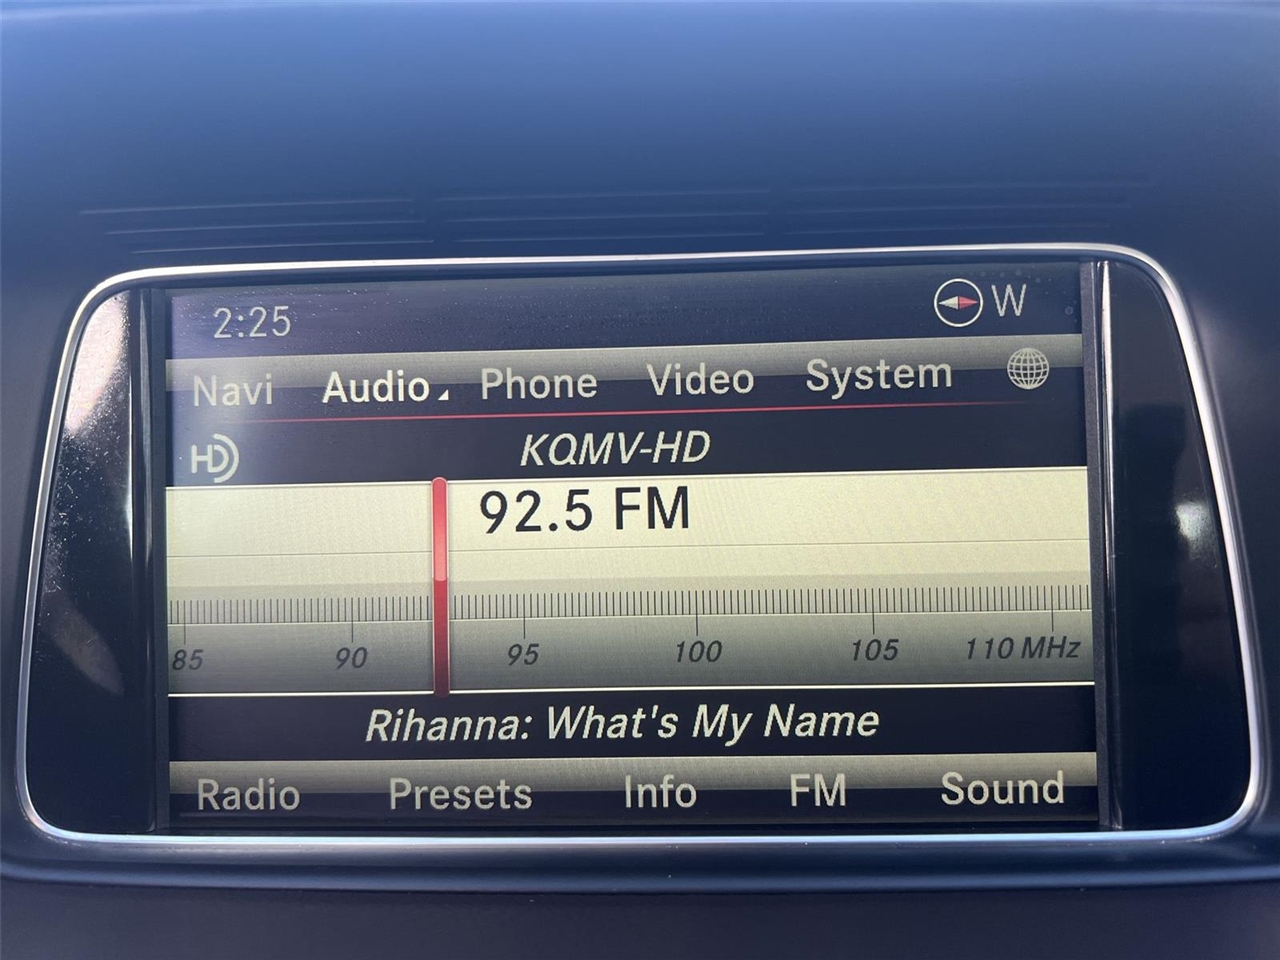 2:25 W
Navi Audio Phone Video System
HD KQMV-HD
92.5 FM
85 90 95 100 105 110 MHz
Rihanna: What's My Name
Radio Presets Info FM Sound